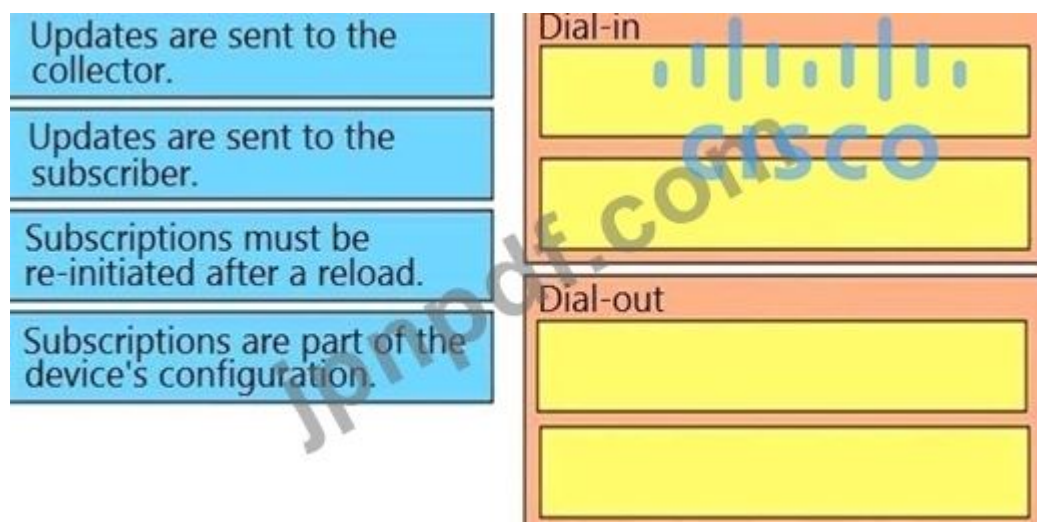 Updates are sent to the
collector.
Updates are sent to the
subscriber.
Subscriptions must be
re-initiated after a reload.
Subscriptions are part of the
device's configuration.
Dial-in
CISCO
Dial-out
jpnpdf.com